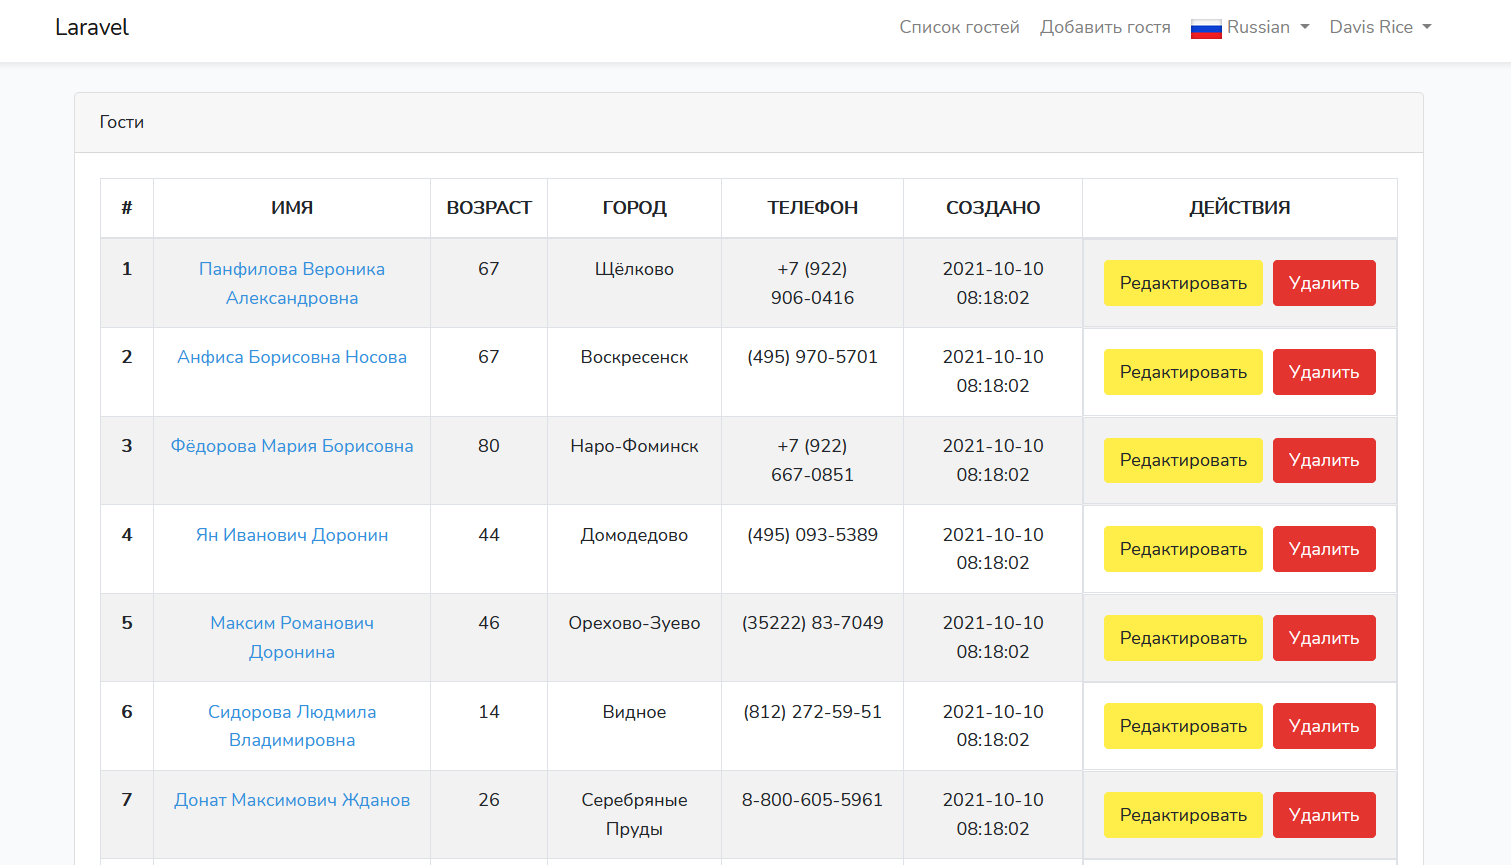 Laravel
Список гостей Добавить гостя Russian Davis Rice
Гости
# ИМЯ ВОЗРАСТ ГОРОД ТЕЛЕФОН СОЗДАНО ДЕЙСТВИЯ
1 Панфилова Вероника 67 Щёлково +7 (922) 2021-10-10 Редактировать Удалить
Александровна 906-0416 08:18:02
2 Анфиса Борисовна Носова 67 Воскресенск (495) 970-5701 2021-10-10 Редактировать Удалить
08:18:02
3 Фёдорова Мария Борисовна 80 Наро-Фоминск +7 (922) 2021-10-10 Редактировать Удалить
667-0851 08:18:02
4 Ян Иванович Доронин 44 Домодедово (495) 093-5389 2021-10-10 Редактировать Удалить
08:18:02
5 Максим Романович 46 Орехово-Зуево (35222) 83-7049 2021-10-10 Редактировать Удалить
Доронина 08:18:02
6 Сидорова Людмила 14 Видное (812) 272-59-51 2021-10-10 Редактировать Удалить
Владимировна 08:18:02
7 Донат Максимович Жданов 26 Серебряные 8-800-605-5961 2021-10-10 Редактировать Удалить
Пруды 08:18:02